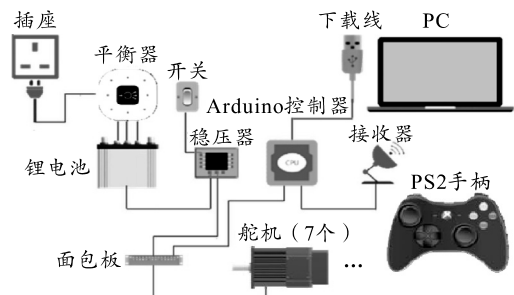 插座
平衡器
开关
下载线
PC
Arduino控制器
稳压器
接收器
锂电池
CPU
PS2手柄
舵机（7个）
...
面包板